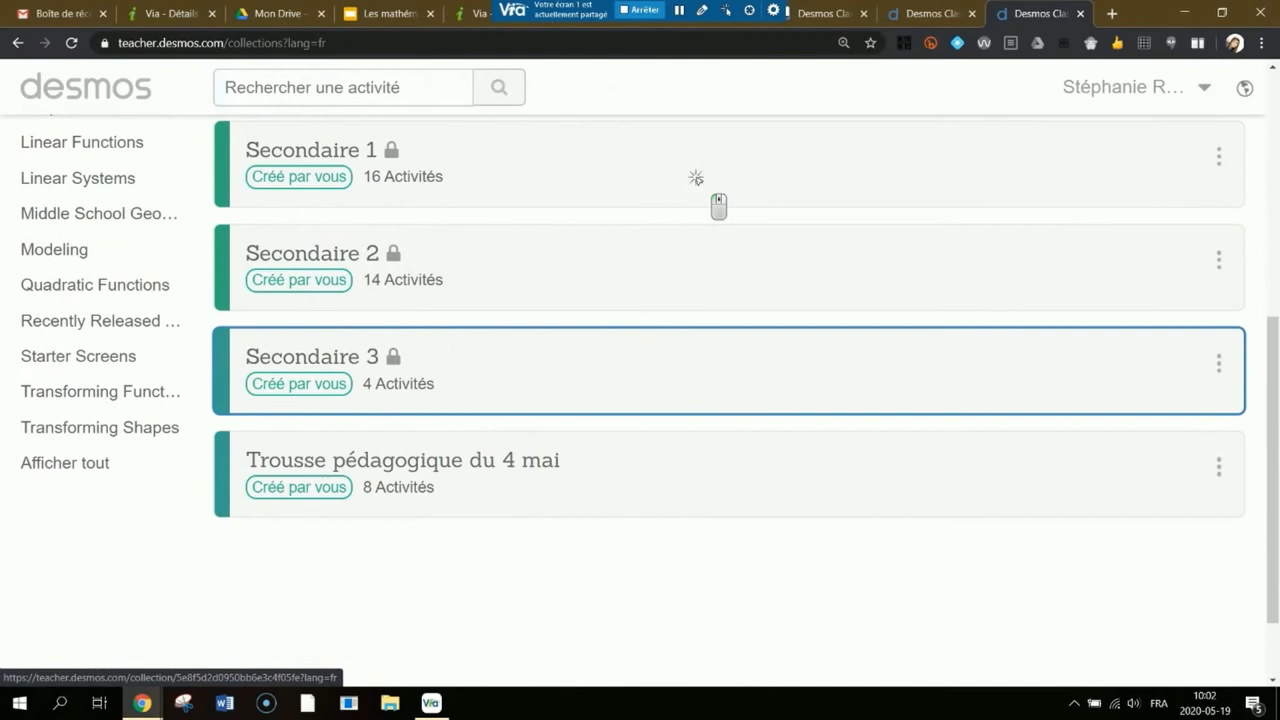 Boîte de réc
Via - Détails
Mon Drive -
Les mathém
Via -
Via
Votre écran 1 est
actuellement partagé
Arrêter
Desmos Cla
Desmos Cla
Desmos Cla
teacher.desmos.com/collections?lang=fr
desmos
Rechercher une activité
Stéphanie R...
Linear Functions
Linear Systems
Middle School Geo...
Modeling
Quadratic Functions
Recently Released ...
Starter Screens
Transforming Funct...
Transforming Shapes
Afficher tout
Secondaire 1
Créé par vous 16 Activités
Secondaire 2
Créé par vous 14 Activités
Secondaire 3
Créé par vous 4 Activités
Trousse pédagogique du 4 mai
Créé par vous 8 Activités
https://teacher.desmos.com/collection/5e8f5d2d0950bb6e3c4f05fe?lang=fr
Via
FRA
10:02
2020-05-19
5